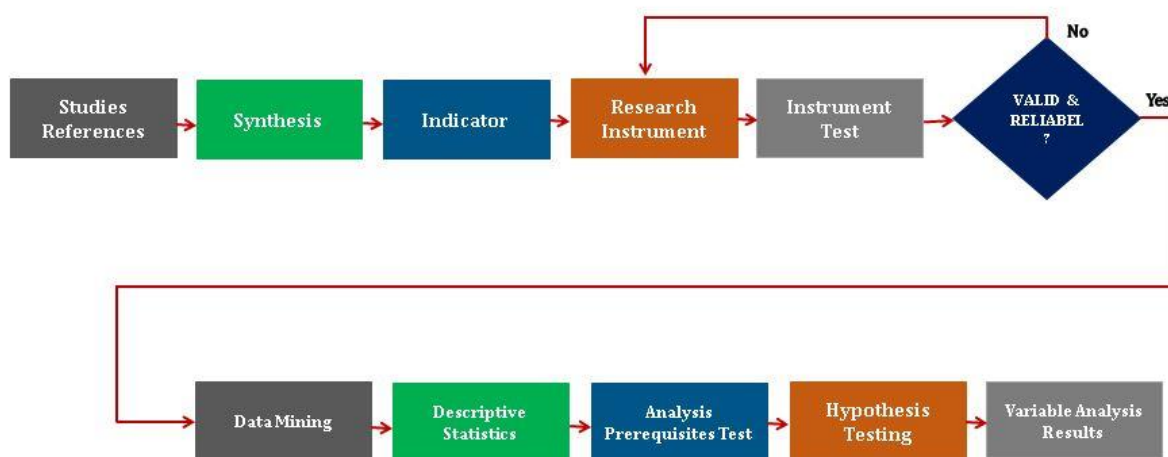 No
Studies
References
Synthesis
Indicator
Research
Instrument
Instrument
Test
VALID &
RELIABEL
?
Yes
Data Mining
Descriptive
Statistics
Analysis
Prerequisites Test
Hypothesis
Testing
Variable Analysis
Results